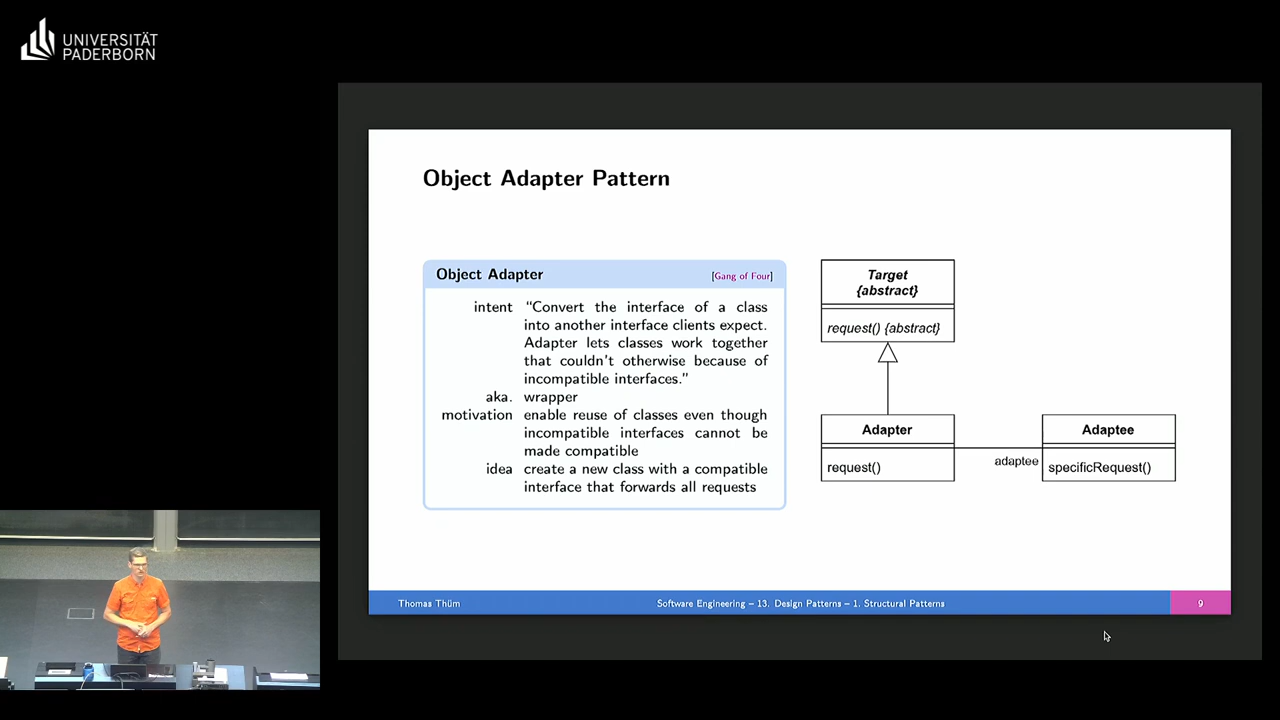 UNIVERSITÄT
PADERBORN
Object Adapter Pattern
Object Adapter
[Gang of Four]
intent "Convert the interface of a class
into another interface clients expect.
Adapter lets classes work together
that couldn't otherwise because of
incompatible interfaces."
aka. wrapper
motivation enable reuse of classes even though
incompatible interfaces cannot be
made compatible
idea create a new class with a compatible
interface that forwards all requests
Target
{abstract}
request() {abstract}
Adapter
request()
adaptee
Adaptee
specificRequest()
Thomas Thüm
Software Engineering – 13. Design Patterns – 1. Structural Patterns
9